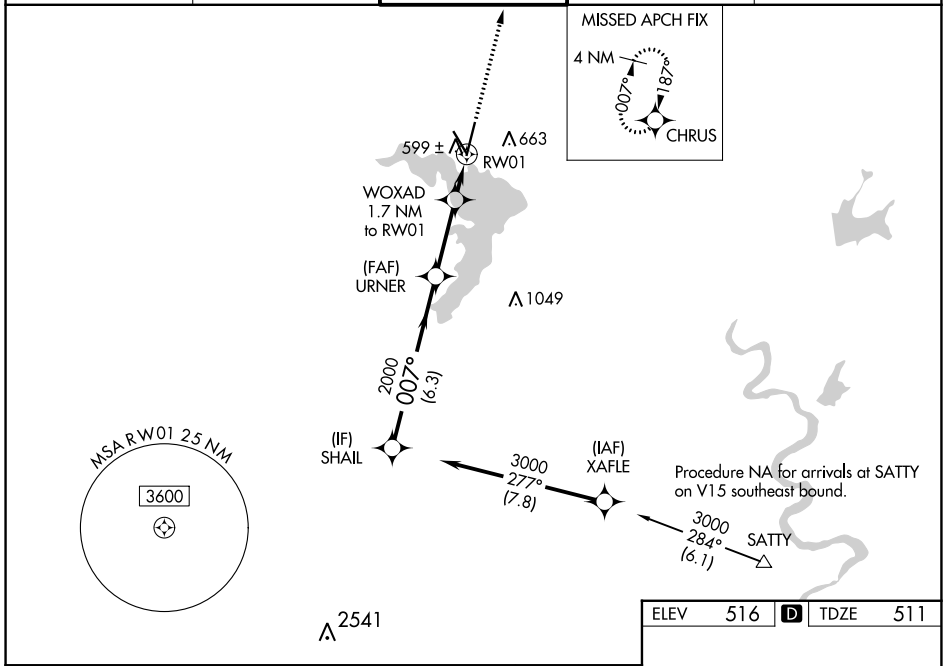 MISSED APCH FIX
4 NM
007°
187°
CHRUS
599 ±
663
RW01
WOXAD
1.7 NM
to RW01
(FAF)
URNER
1049
2000
007°
(6.3)
(IF)
SHAIL
(IAF)
XAFLE
3000
277°
(7.8)
Procedure NA for arrivals at SATTY
on V15 southeast bound.
3000
284°
(6.1)
SATTY
MSA RW01 25 NM
3600
2541
ELEV 516 D TDZE 511